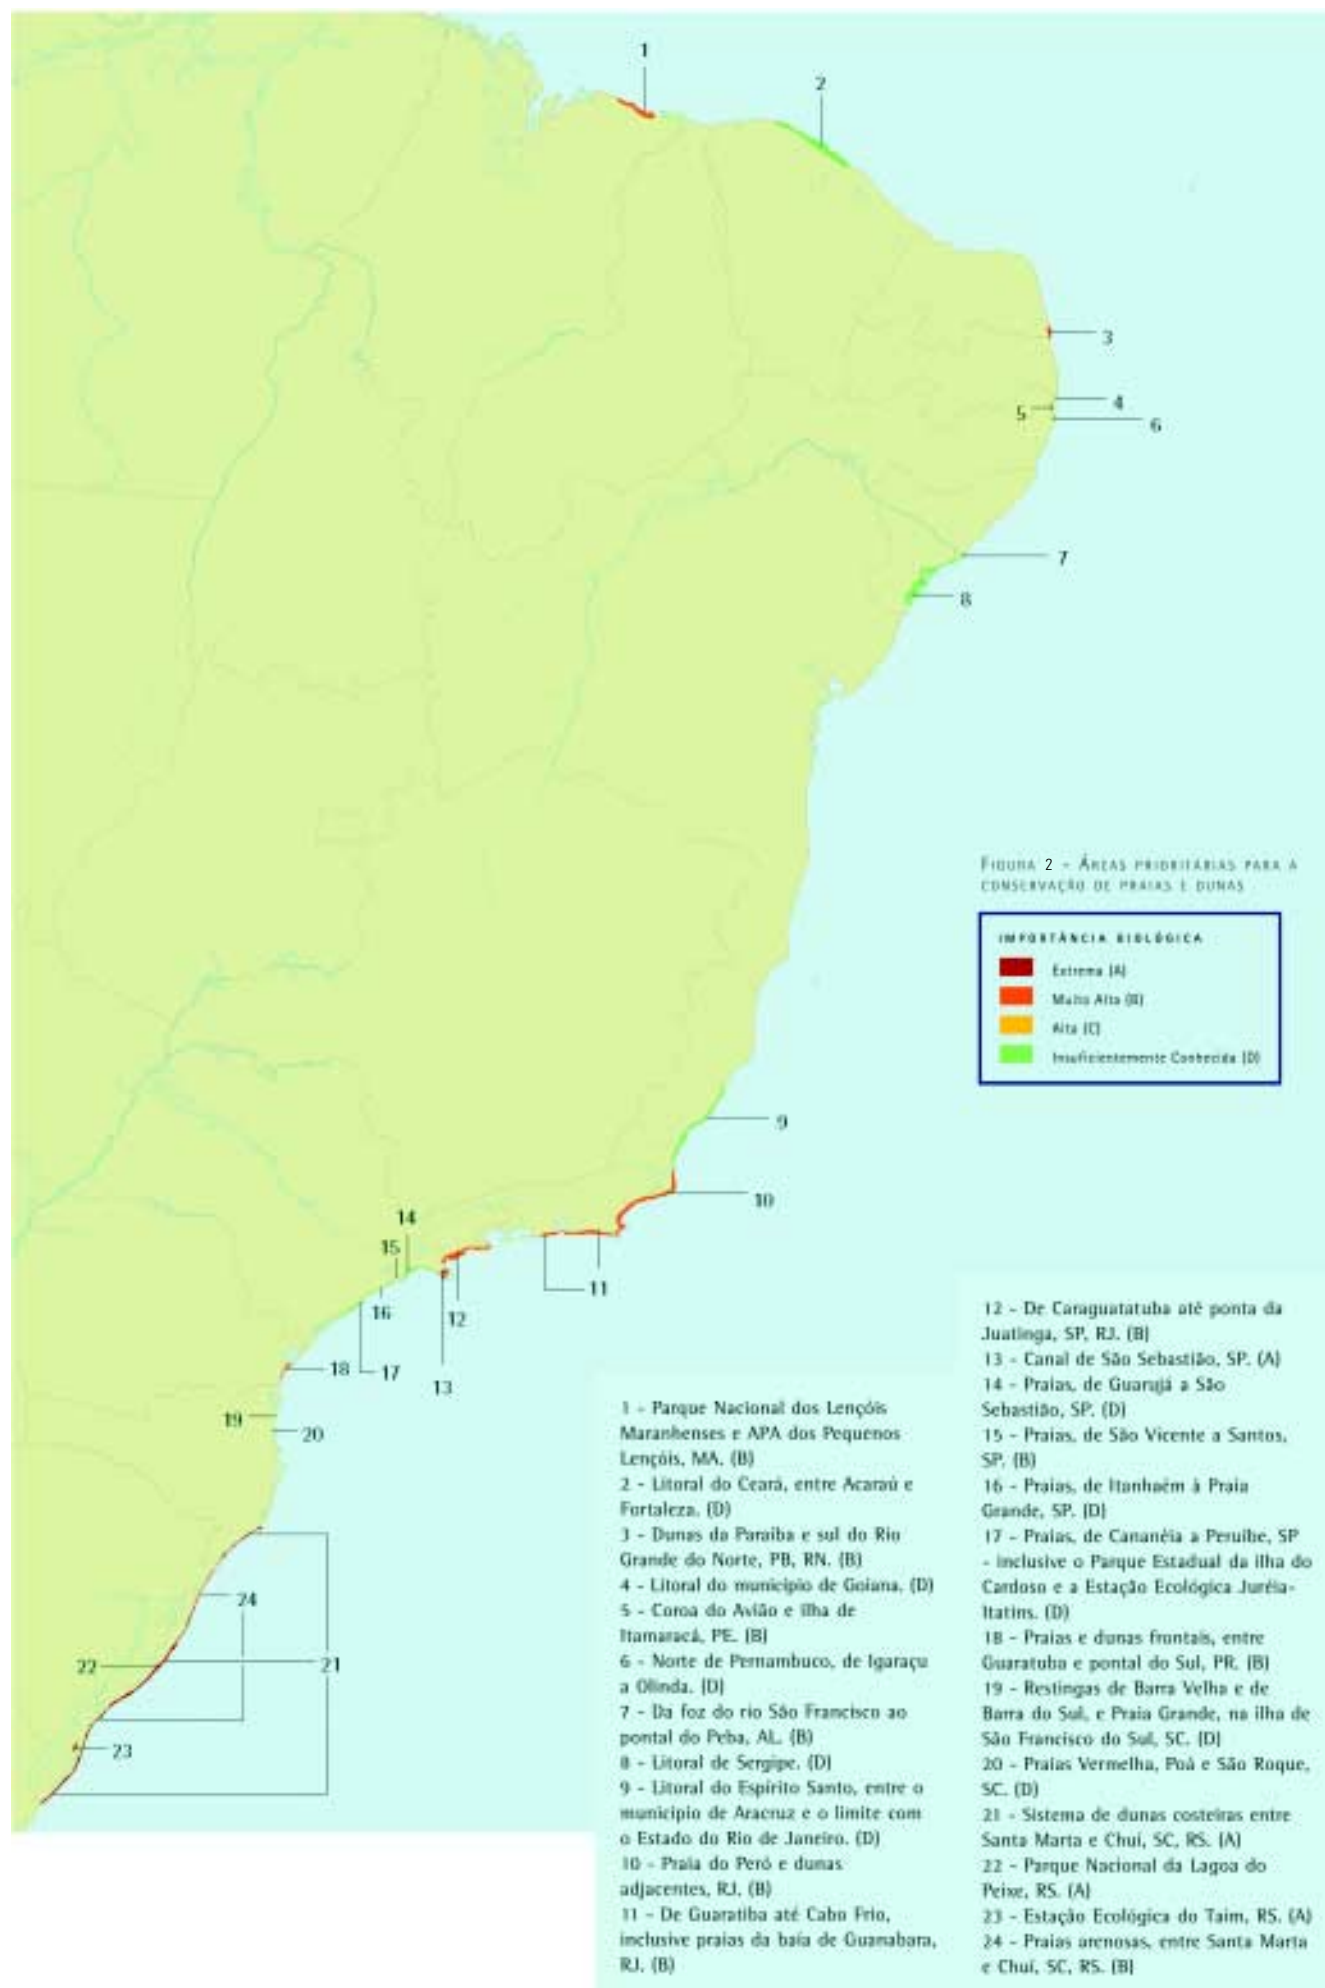 1
2
3
4
5
6
7
8
FIGURA 2 - ÁREAS PRIORITÁRIAS PARA A
CONSERVAÇÃO DE PRAIAS E DUNAS
IMPORTÂNCIA BIOLÓGICA
Extrema (A)
Muito Alta (B)
Alta (C)
Insuficientemente Conhecida (D)
9
10
14
15
11
16
12
18
17
13
19
20
24
22
21
23
1 - Parque Nacional dos Lençóis
Maranhenses e APA dos Pequenos
Lençóis, MA. (B)
2 - Litoral do Ceará, entre Acaraú e
Fortaleza. (D)
3 - Dunas da Paraíba e sul do Rio
Grande do Norte, PB, RN. (B)
4 - Litoral do município de Goiana. (D)
5 - Coroa do Avião e ilha de
Itamaracá, PE. (B)
6 - Norte de Pernambuco, de Igaraçu
a Olinda. (D)
7 - Da foz do rio São Francisco ao
pontal do Peba, AL. (B)
8 - Litoral de Sergipe. (D)
9 - Litoral do Espírito Santo, entre o
município de Aracruz e o limite com
o Estado do Rio de Janeiro. (D)
10 - Praia do Peró e dunas
adjacentes, RJ. (B)
11 - De Guaratiba até Cabo Frio,
inclusive praias da baía de Guanabara,
RJ. (B)
12 - De Caraguatatuba até ponta da
Juatinga, SP, RJ. (B)
13 - Canal de São Sebastião, SP. (A)
14 - Praias, de Guarujá a São
Sebastião, SP. (D)
15 - Praias, de São Vicente a Santos,
SP. (B)
16 - Praias, de Itanhaém à Praia
Grande, SP. (D)
17 - Praias, de Cananéia a Peruíbe, SP
- inclusive o Parque Estadual da ilha do
Cardoso e a Estação Ecológica Juréia-
Itatins. (D)
18 - Praias e dunas frontais, entre
Guaratuba e pontal do Sul, PR. (B)
19 - Restingas de Barra Velha e de
Barra do Sul, e Praia Grande, na ilha de
São Francisco do Sul, SC. (D)
20 - Praias Vermelha, Poá e São Roque,
SC. (D)
21 - Sistema de dunas costeiras entre
Santa Marta e Chuí, SC, RS. (A)
22 - Parque Nacional da Lagoa do
Peixe, RS. (A)
23 - Estação Ecológica do Taim, RS. (A)
24 - Praias arenosas, entre Santa Marta
e Chuí, SC, RS. (B)